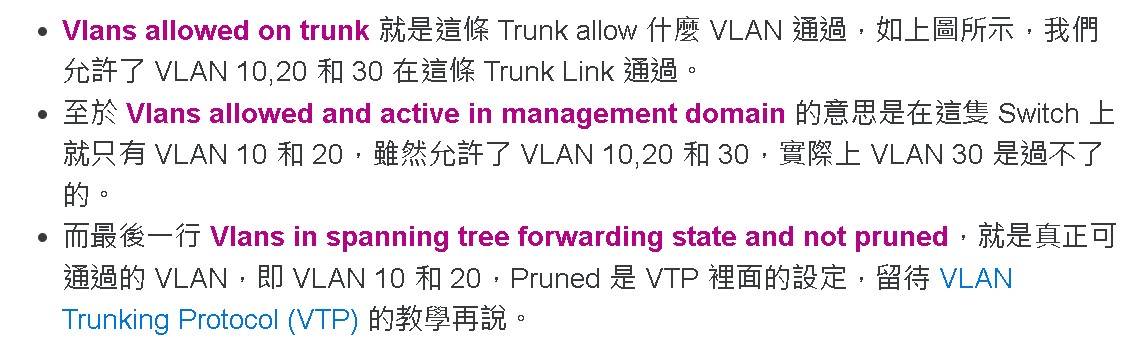 • Vlans allowed on trunk 就是這條 Trunk allow 什麼 VLAN 通過，如上圖所示，我們
允許了 VLAN 10,20 和 30 在這條 Trunk Link 通過。
• 至於 Vlans allowed and active in management domain 的意思是在這隻 Switch 上
就只有 VLAN 10 和 20，雖然允許了 VLAN 10,20 和 30，實際上 VLAN 30 是過不了
的。
• 而最後一行 Vlans in spanning tree forwarding state and not pruned，就是真正可
通過的 VLAN，即 VLAN 10 和 20，Pruned 是 VTP 裡面的設定，留待 VLAN
Trunking Protocol (VTP) 的教學再說。